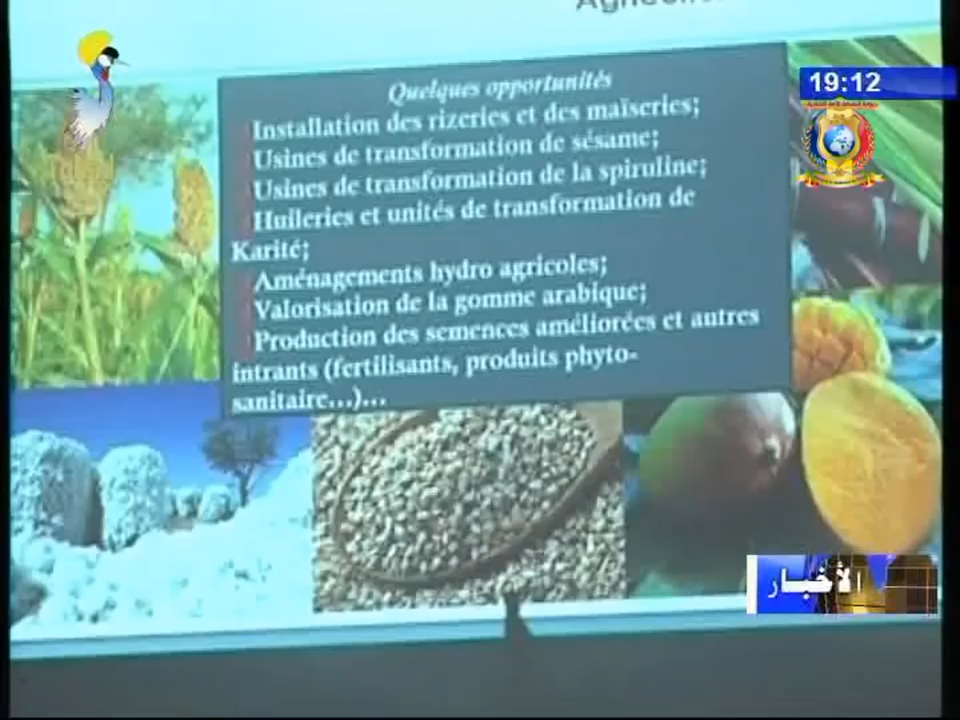 19:12
Quelques opportunités
Installation des rizeries et des maïseries;
Usines de transformation de sésame;
Usines de transformation de la spiruline;
Huileries et unités de transformation de
Karité;
Aménagements hydro agricoles;
Valorisation de la gomme arabique;
Production des semences améliorées et autres
intrants (fertilisants, produits phyto-
sanitaire...)...
الأخبار